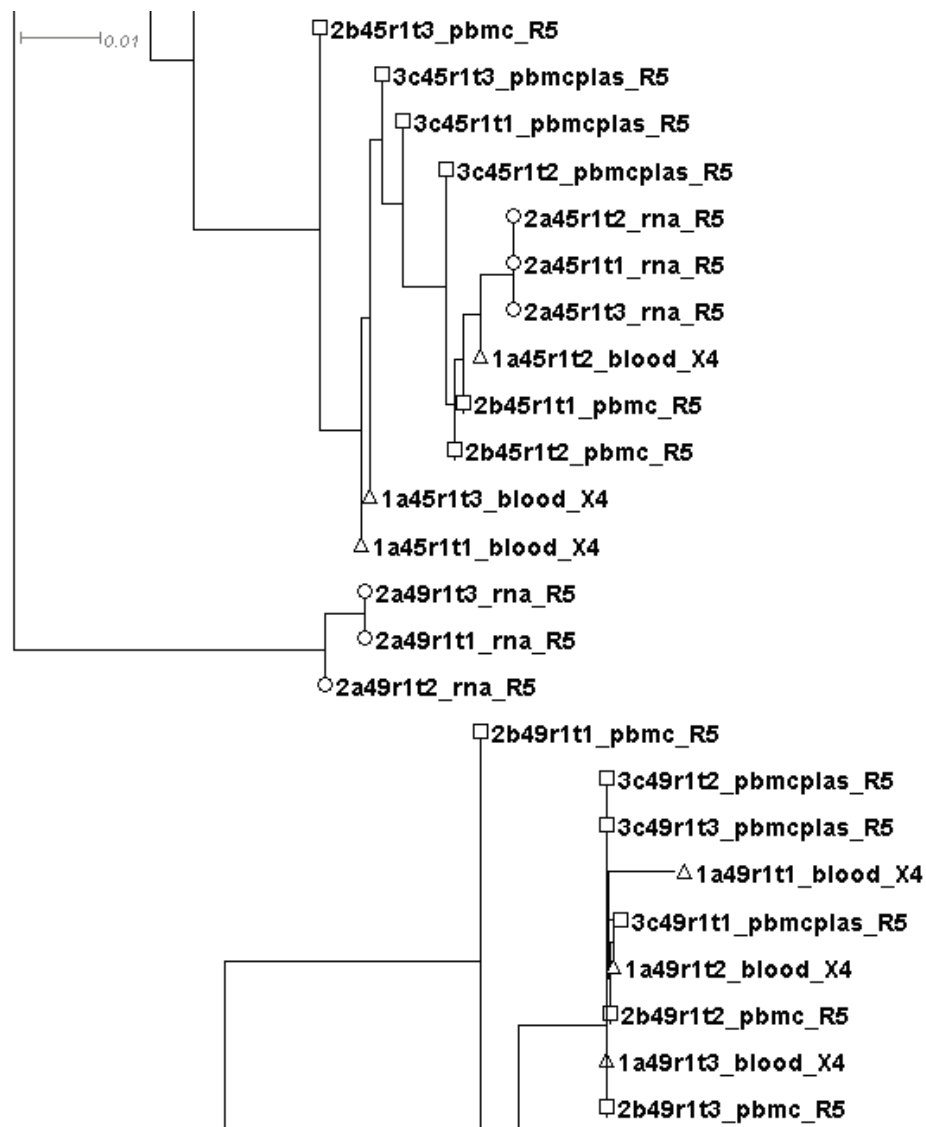 2b45r1t3_pbmc_R5
0.01
3c45r1t3_pbmcplas_R5
3c45r1t1_pbmcplas_R5
3c45r1t2_pbmcplas_R5
2a45r1t2_rna_R5
2a45r1t1_rna_R5
2a45r1t3_rna_R5
1a45r1t2_blood_X4
2b45r1t1_pbmc_R5
2b45r1t2_pbmc_R5
1a45r1t3_blood_X4
1a45r1t1_blood_X4
2a49r1t3_rna_R5
2a49r1t1_rna_R5
2a49r1t2_rna_R5
2b49r1t1_pbmc_R5
3c49r1t2_pbmcplas_R5
3c49r1t3_pbmcplas_R5
1a49r1t1_blood_X4
3c49r1t1_pbmcplas_R5
1a49r1t2_blood_X4
2b49r1t2_pbmc_R5
1a49r1t3_blood_X4
2b49r1t3_pbmc_R5